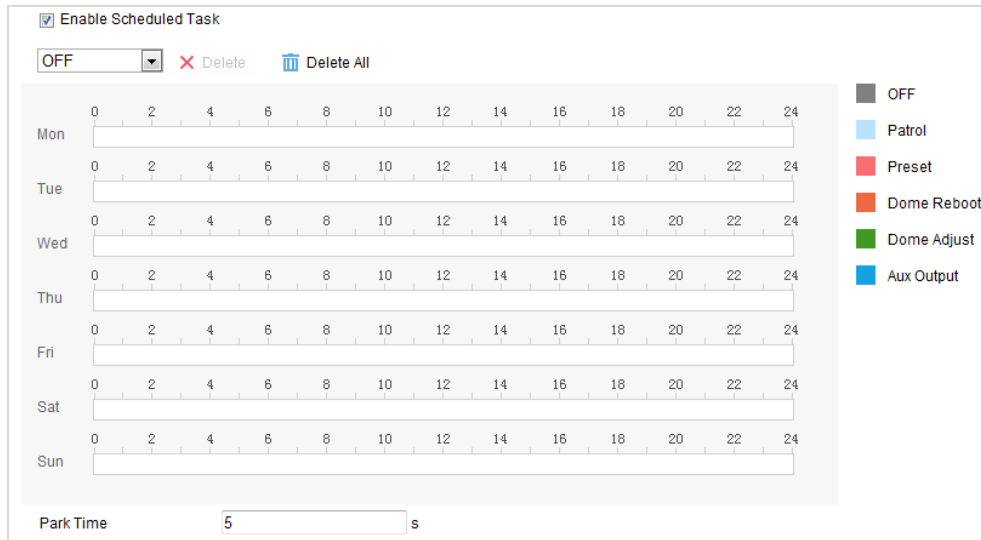 Enable Scheduled Task
OFF Delete Delete All
OFF
0 2 4 6 8 10 12 14 16 18 20 22 24
Mon
Patrol
0 2 4 6 8 10 12 14 16 18 20 22 24
Preset
Tue
Dome Reboot
0 2 4 6 8 10 12 14 16 18 20 22 24
Wed
Dome Adjust
0 2 4 6 8 10 12 14 16 18 20 22 24
Aux Output
Thu
0 2 4 6 8 10 12 14 16 18 20 22 24
Fri
0 2 4 6 8 10 12 14 16 18 20 22 24
Sat
0 2 4 6 8 10 12 14 16 18 20 22 24
Sun
Park Time 5 s